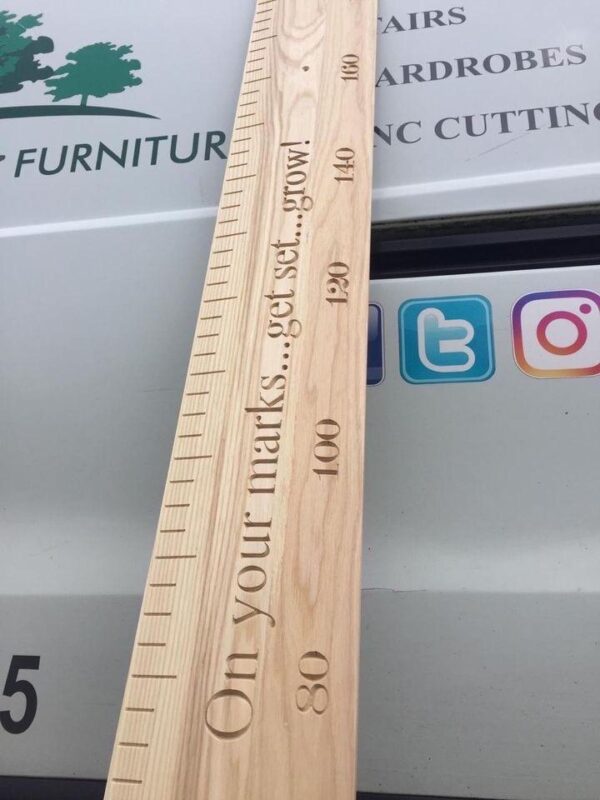 AIRS
ARDROBES
NC CUTTIN
FURNITUR
160
140
120
100
80
On your marks...get set...grow!
5